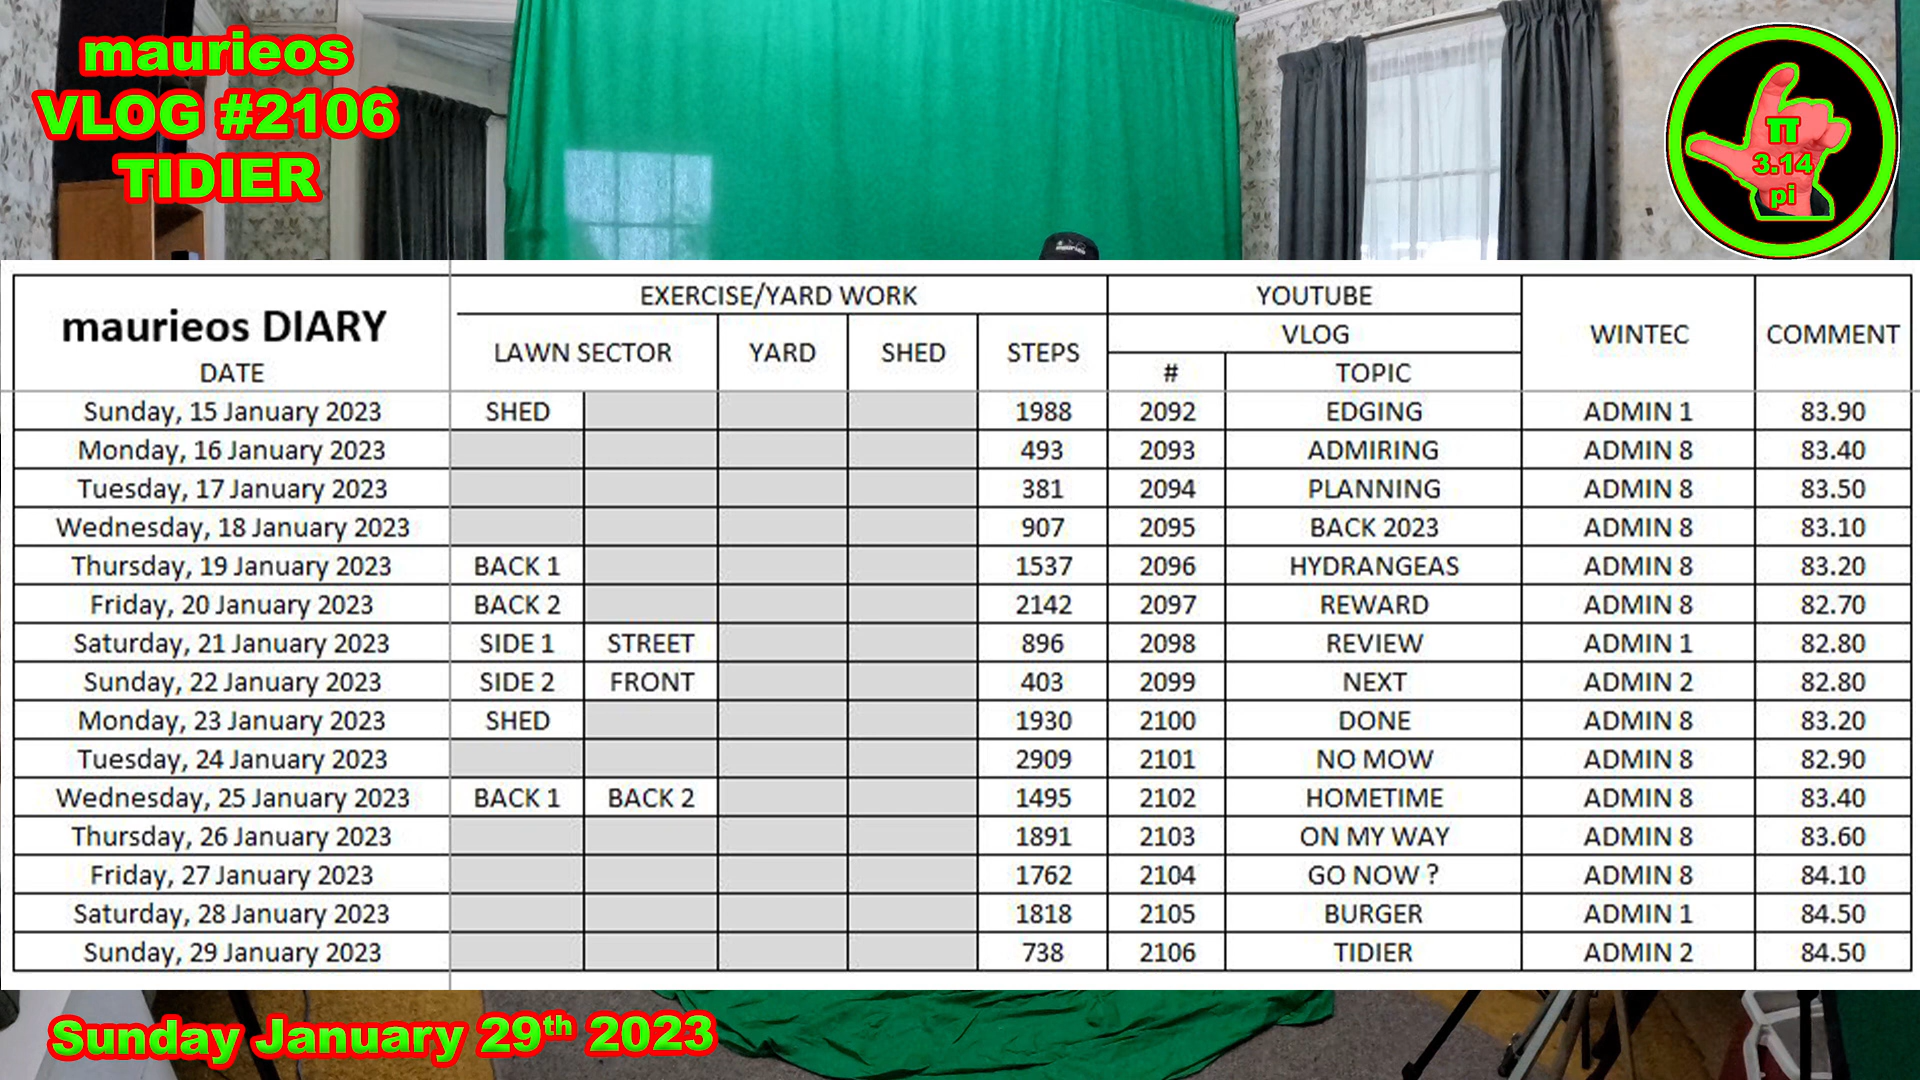 maurieos
VLOG #2106
TIDIER
π
3.14
pi
maurieos DIARY
DATE
EXERCISE/YARD WORK
LAWN SECTOR YARD SHED STEPS
YOUTUBE
VLOG
# TOPIC
WINTEC COMMENT
Sunday, 15 January 2023 SHED 1988 2092 EDGING ADMIN 1 83.90
Monday, 16 January 2023 493 2093 ADMIRING ADMIN 8 83.40
Tuesday, 17 January 2023 381 2094 PLANNING ADMIN 8 83.50
Wednesday, 18 January 2023 907 2095 BACK 2023 ADMIN 8 83.10
Thursday, 19 January 2023 BACK 1 1537 2096 HYDRANGEAS ADMIN 8 83.20
Friday, 20 January 2023 BACK 2 2142 2097 REWARD ADMIN 8 82.70
Saturday, 21 January 2023 SIDE 1 STREET 896 2098 REVIEW ADMIN 1 82.80
Sunday, 22 January 2023 SIDE 2 FRONT 403 2099 NEXT ADMIN 2 82.80
Monday, 23 January 2023 SHED 1930 2100 DONE ADMIN 8 83.20
Tuesday, 24 January 2023 2909 2101 NO MOW ADMIN 8 82.90
Wednesday, 25 January 2023 BACK 1 BACK 2 1495 2102 HOMETIME ADMIN 8 83.40
Thursday, 26 January 2023 1891 2103 ON MY WAY ADMIN 8 83.60
Friday, 27 January 2023 1762 2104 GO NOW ? ADMIN 8 84.10
Saturday, 28 January 2023 1818 2105 BURGER ADMIN 1 84.50
Sunday, 29 January 2023 738 2106 TIDIER ADMIN 2 84.50
Sunday January 29th 2023